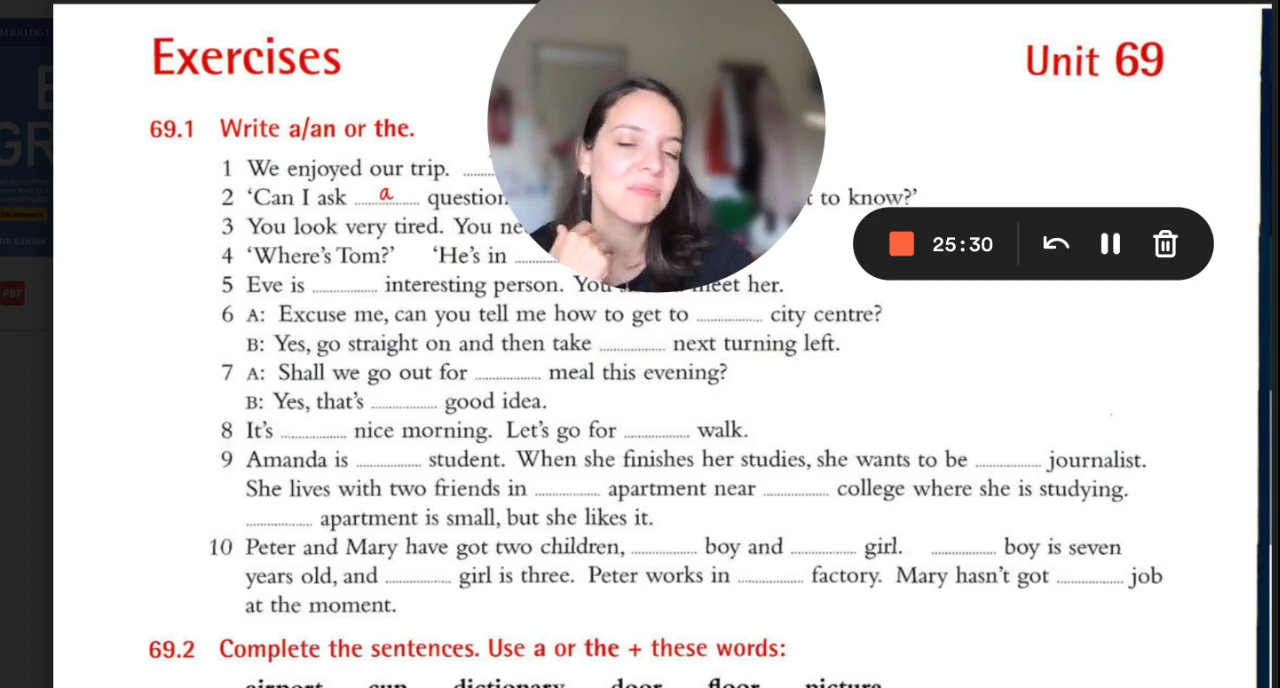 Exercises
Unit 69
69.1 Write a/an or the.
1 We enjoyed our trip. ............
2 ‘Can I ask ......a...... question to know?’
3 You look very tired. You
4 ‘Where's Tom?’ ‘He's in ............
5 Eve is ............ interesting person. You meet her.
25:30
6 A: Excuse me, can you tell me how to get to ............ city centre?
B: Yes, go straight on and then take ............ next turning left.
7 A: Shall we go out for ............ meal this evening?
B: Yes, that's ............ good idea.
8 It's ............ nice morning. Let's go for ............ walk.
9 Amanda is ............ student. When she finishes her studies, she wants to be ............ journalist.
She lives with two friends in ............ apartment near ............ college where she is studying.
............ apartment is small, but she likes it.
10 Peter and Mary have got two children, ............ boy and ............ girl. ............ boy is seven
years old, and ............ girl is three. Peter works in ............ factory. Mary hasn't got ............ job
at the moment.
69.2 Complete the sentences. Use a or the + these words:
airport cup dictionary door floor picture
PDF